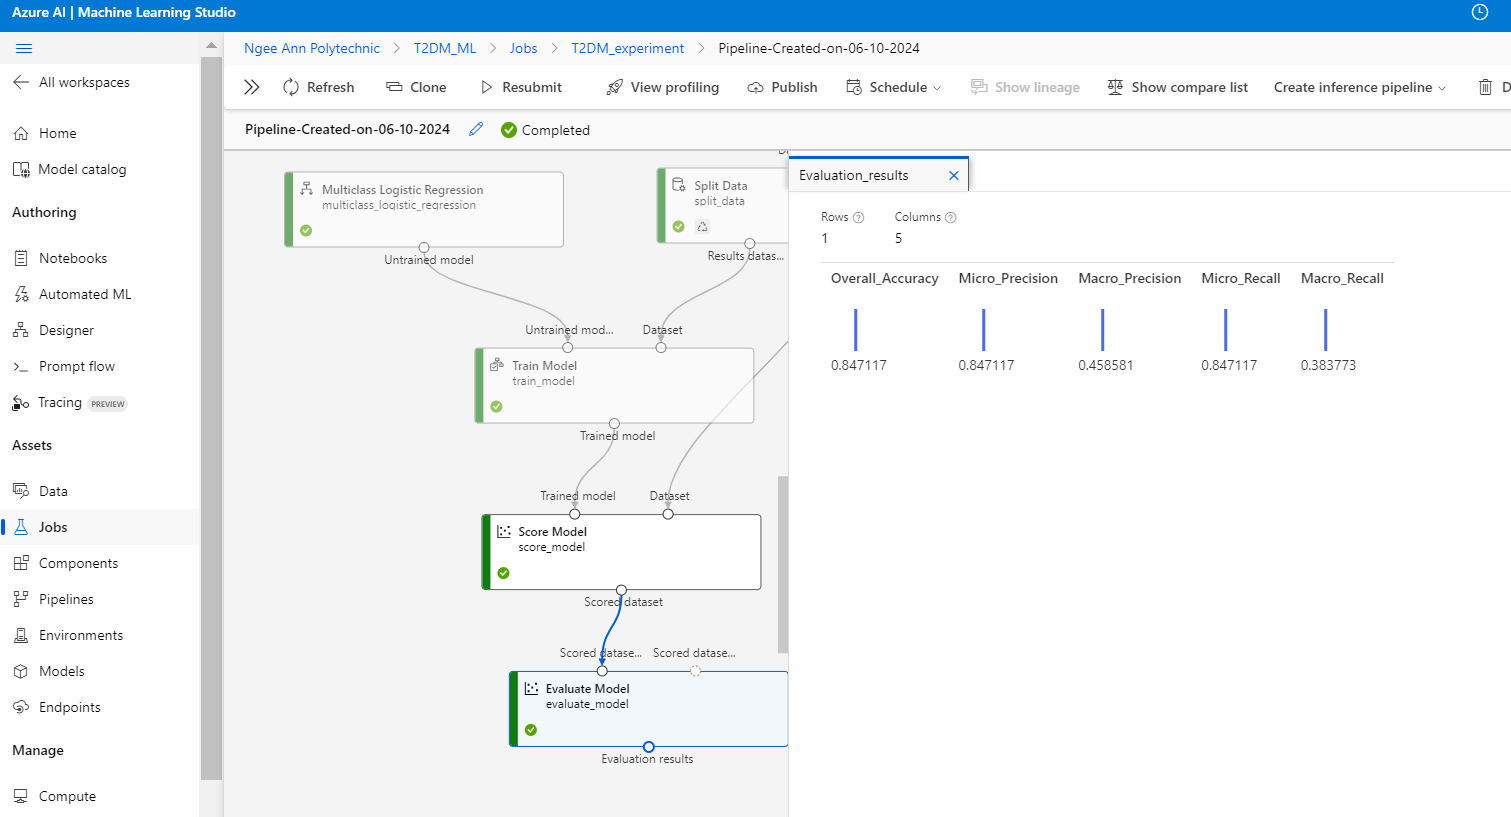 Azure AI | Machine Learning Studio
All workspaces
Home
Model catalog
Authoring
Notebooks
Automated ML
Designer
Prompt flow
Tracing PREVIEW
Assets
Data
Jobs
Components
Pipelines
Environments
Models
Endpoints
Manage
Compute
Ngee Ann Polytechnic > T2DM_ML > Jobs > T2DM_experiment > Pipeline-Created-on-06-10-2024
Refresh Clone Resubmit View profiling Publish Schedule Show lineage Show compare list Create inference pipeline D
Pipeline-Created-on-06-10-2024 Completed
Multiclass Logistic Regression
multiclass_logistic_regression
Untrained model
Split Data
split_data
Results datas...
Untrained mod... Dataset
Train Model
train_model
Trained model
Trained model Dataset
Score Model
score_model
Scored dataset
Scored datase... Scored datase...
Evaluate Model
evaluate_model
Evaluation results
Evaluation_results
Rows Columns
1 5
Overall_Accuracy Micro_Precision Macro_Precision Micro_Recall Macro_Recall
0.847117 0.847117 0.458581 0.847117 0.383773